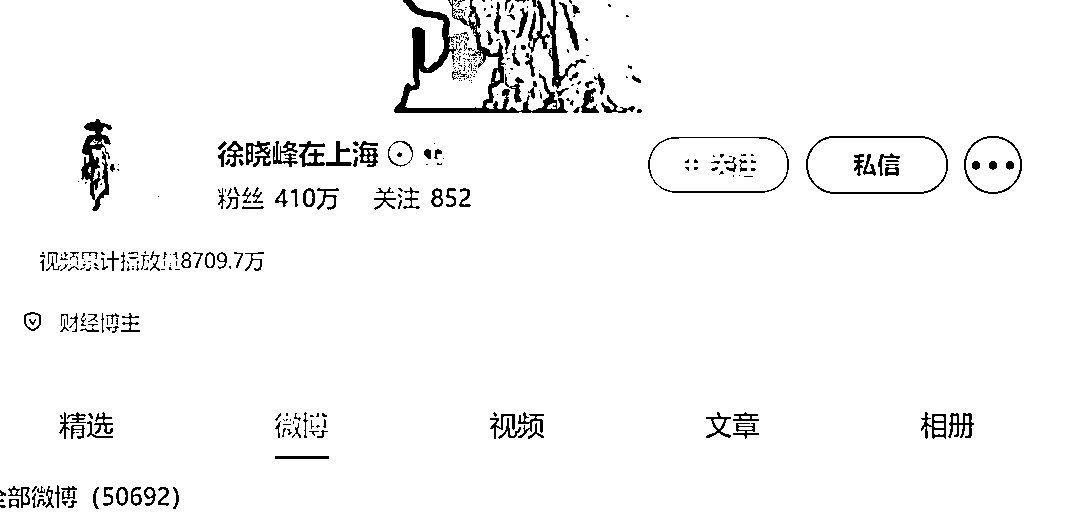 徐晓峰在上海
+ 关注
私信
粉丝 410万 关注 852
视频累计播放量8709.7万
财经博主
精选 微博 视频 文章 相册
全部微博（50692）